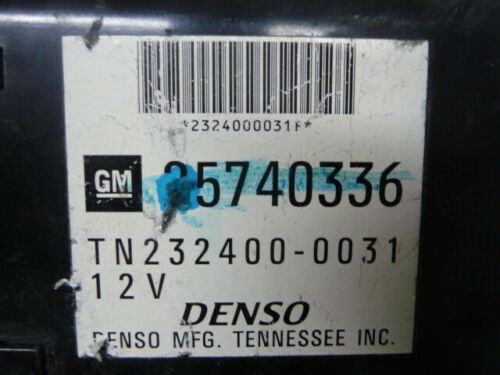 *2324000031F*
GM 25740336
TN232400-0031
12V
DENSO
DENSO MFG. TENNESSEE INC.